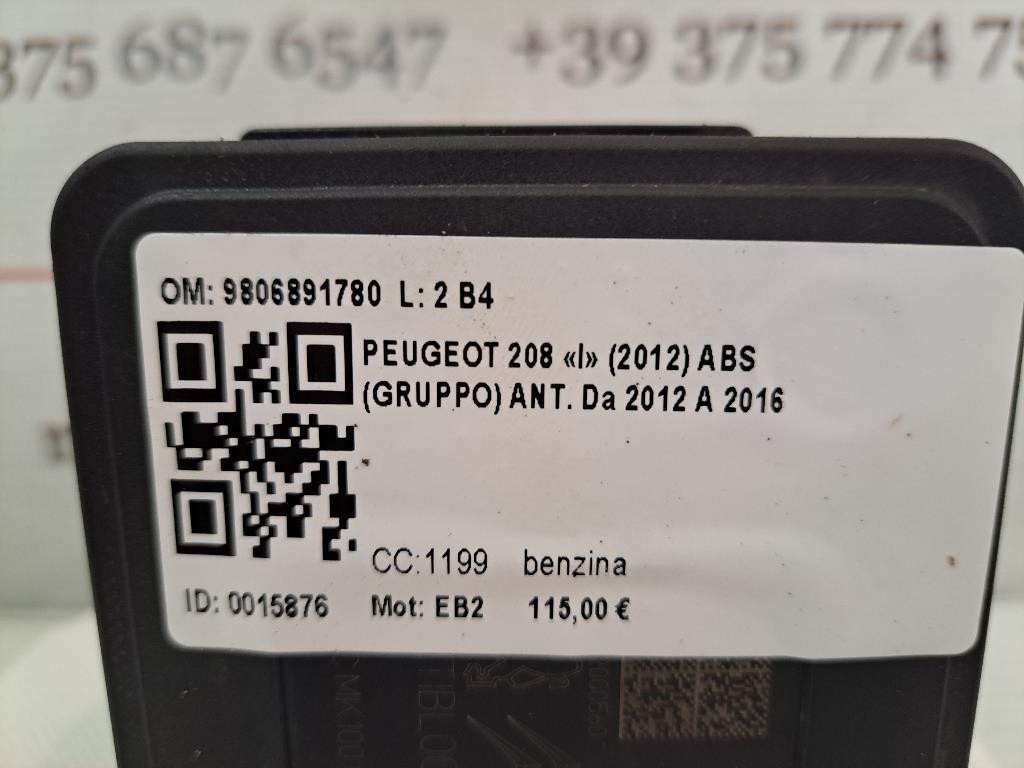 375 687 6547 +39 375 774 75
OM: 9806891780 L: 2 B4
PEUGEOT 208 «I» (2012) ABS
(GRUPPO) ANT. Da 2012 A 2016
CC:1199 benzina
ID: 0015876 Mot: EB2 115,00 €